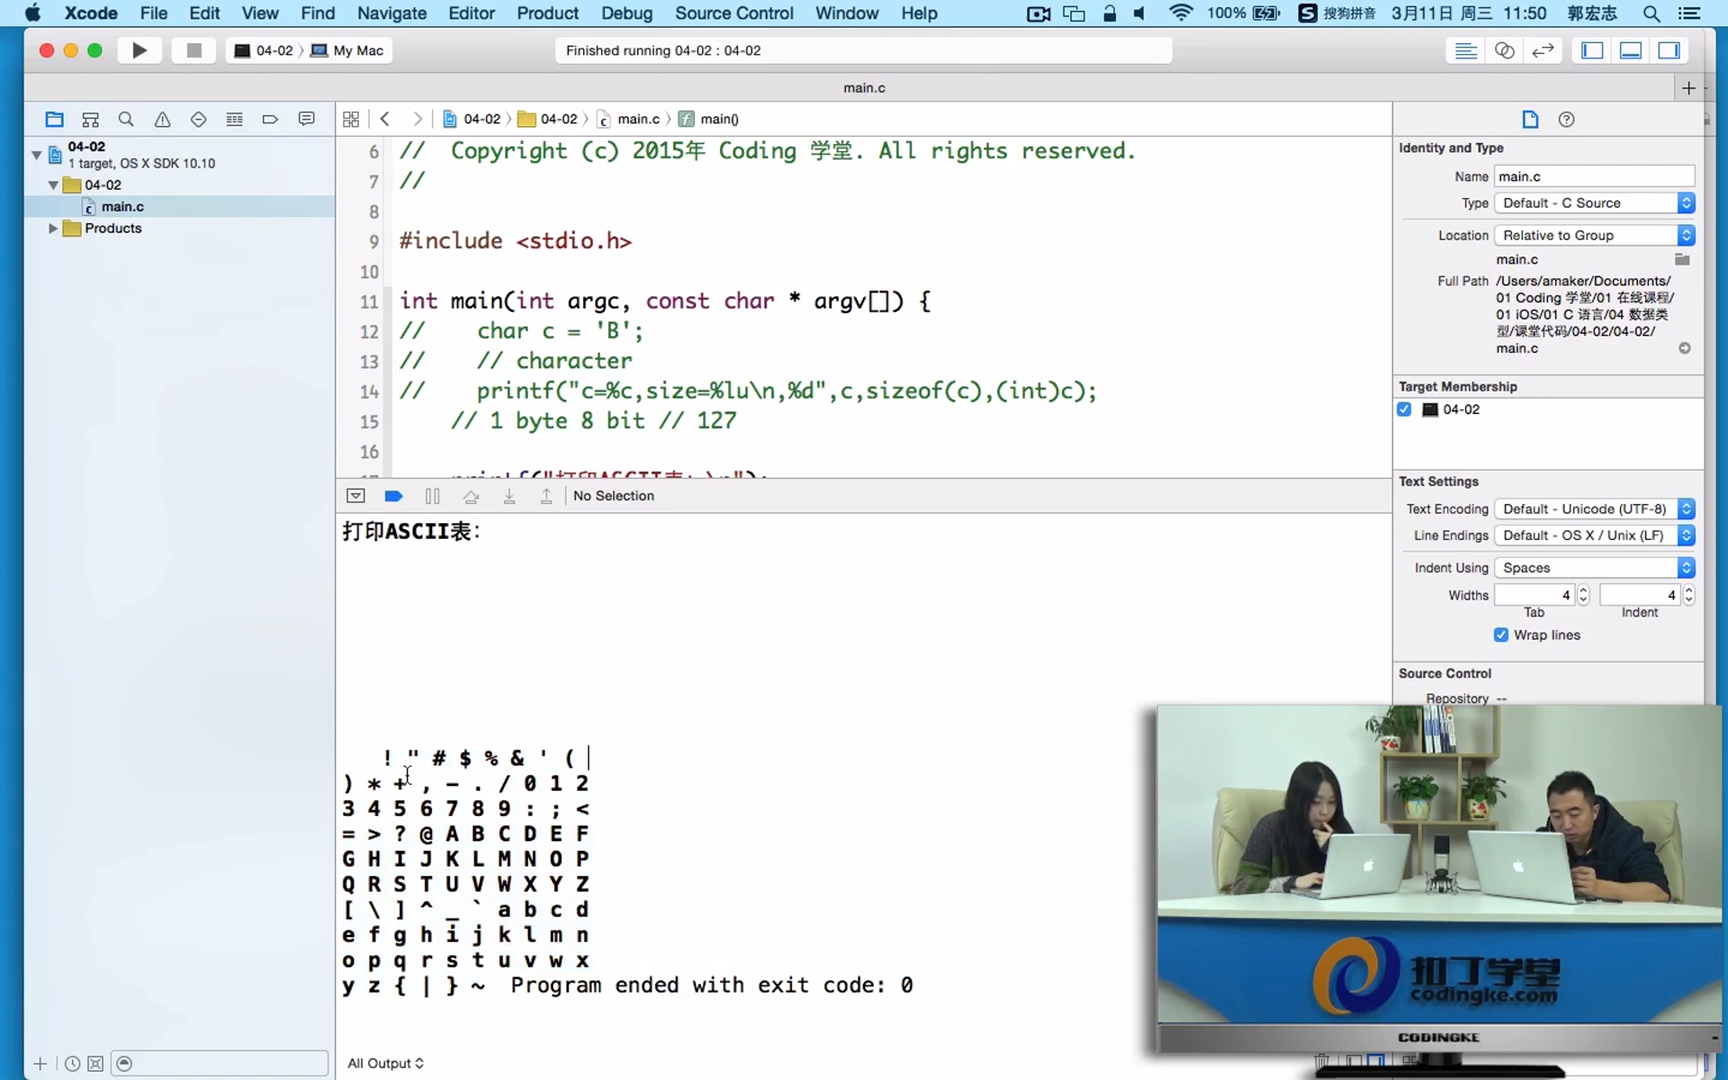 Xcode File Edit View Find Navigate Editor Product Debug Source Control Window Help 100% S 搜狗拼音 3月11日 周三 11:50 郭宏志
04-02 My Mac
Finished running 04-02 : 04-02
main.c
04-02
1 target, OS X SDK 10.10
04-02
main.c
Products
04-02 04-02 main.c main()
6 // Copyright (c) 2015年 Coding 学堂. All rights reserved.
7 //
8
9 #include <stdio.h>
10
11 int main(int argc, const char * argv[]) {
12 // char c = 'B';
13 // // character
14 // printf("c=%c,size=%lu\n,%d",c,sizeof(c),(int)c);
15 // 1 byte 8 bit // 127
16
printf("打印ASCII表: \n");
No Selection
打印ASCII表:
! " # $ % & ' (
) * + , - . / 0 1 2
3 4 5 6 7 8 9 : ; <
= > ? @ A B C D E F
G H I J K L M N O P
Q R S T U V W X Y Z
[ \ ] ^ _ ` a b c d
e f g h i j k l m n
o p q r s t u v w x
y z { | } ~ Program ended with exit code: 0
All Output
Identity and Type
Name main.c
Type Default - C Source
Location Relative to Group
main.c
Full Path /Users/amaker/Documents/
01 Coding 学堂/01 在线课程/
01 iOS/01 C 语言/04 数据类
型/课堂代码/04-02/04-02/
main.c
Target Membership
04-02
Text Settings
Text Encoding Default - Unicode (UTF-8)
Line Endings Default - OS X / Unix (LF)
Indent Using Spaces
Widths 4 4
Tab Indent
Wrap lines
Source Control
Repository --
扣丁学堂
codingke.com
CODINGKE